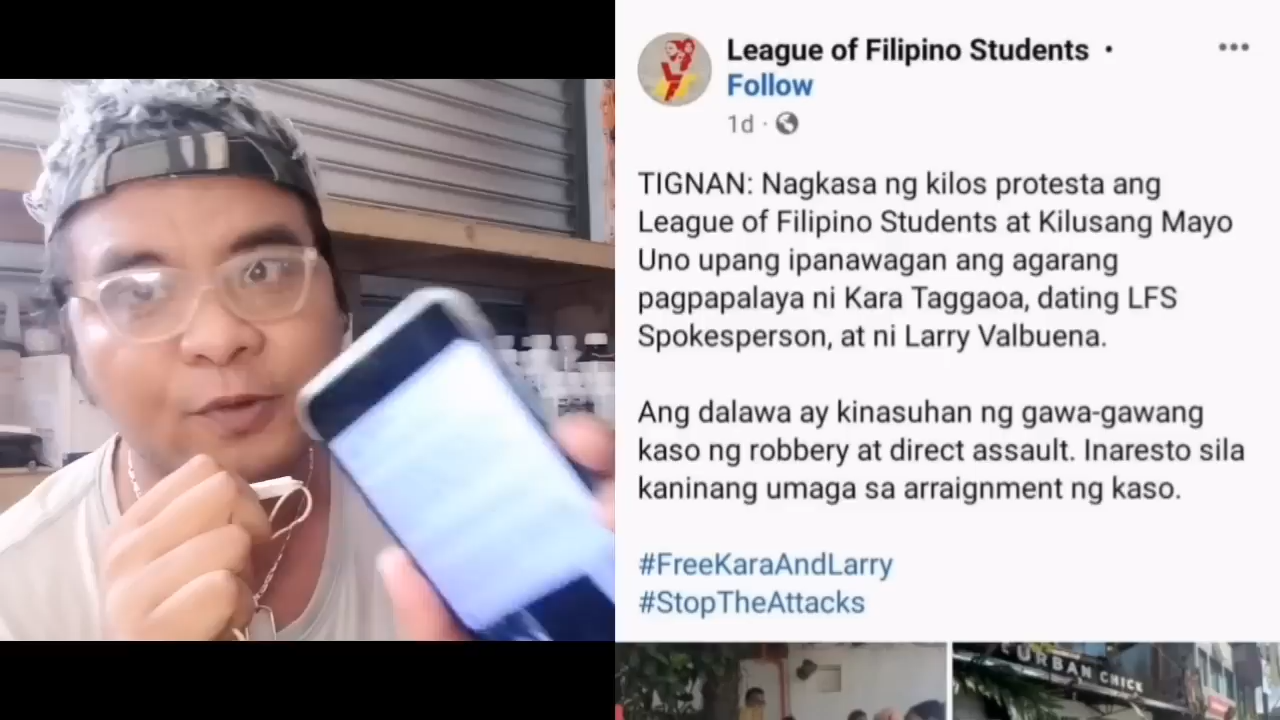 League of Filipino Students •
Follow
1d ·
TIGNAN: Nagkasa ng kilos protesta ang
League of Filipino Students at Kilusang Mayo
Uno upang ipanawagan ang agarang
pagpapalaya ni Kara Taggaoa, dating LFS
Spokesperson, at ni Larry Valbuena.
Ang dalawa ay kinasuhan ng gawa-gawang
kaso ng robbery at direct assault. Inaresto sila
kaninang umaga sa arraignment ng kaso.
#FreeKaraAndLarry
#StopTheAttacks
URBAN CHICK